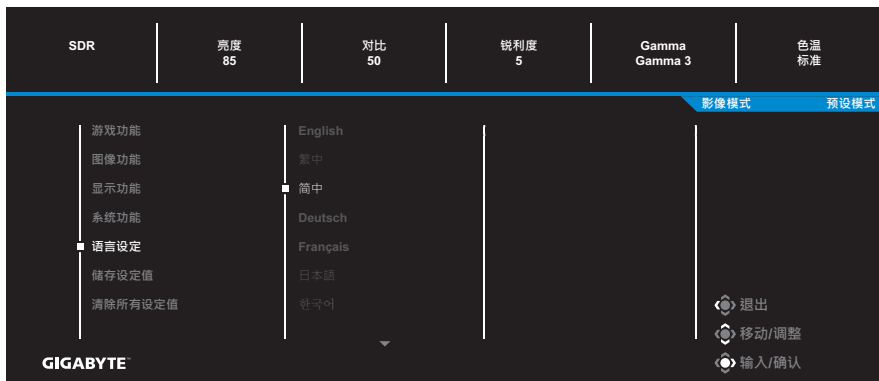 SDR
亮度
85
对比
50
锐利度
5
Gamma
Gamma 3
色温
标准
影像模式
预设模式
游戏功能
图像功能
显示功能
系统功能
语言设定
储存设定值
清除所有设定值
English
繁中
简中
Deutsch
Français
日本語
한국어
退出
移动/调整
输入/确认
GIGABYTE™